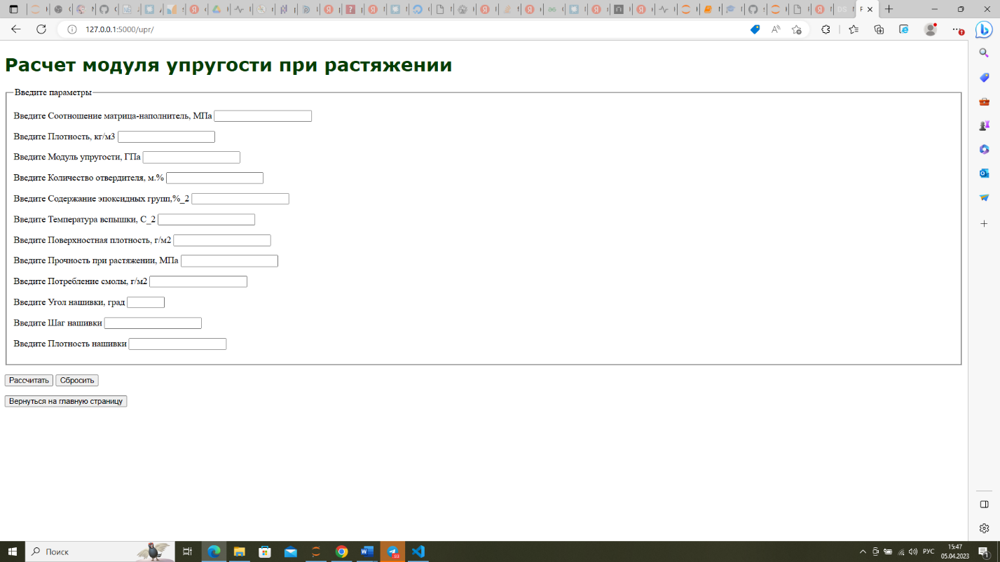 127.0.0.1:5000/upr/
Расчет модуля упругости при растяжении
Введите параметры
Введите Соотношение матрица-наполнитель, МПа
Введите Плотность, кг/м3
Введите Модуль упругости, ГПа
Введите Количество отвердителя, м.%
Введите Содержание эпоксидных групп,%_2
Введите Температура вспышки, С_2
Введите Поверхностная плотность, г/м2
Введите Прочность при растяжении, МПа
Введите Потребление смолы, г/м2
Введите Угол нашивки, град
Введите Шаг нашивки
Введите Плотность нашивки
Рассчитать Сбросить
Вернуться на главную страницу
Поиск
РУС
15:47
05.04.2023